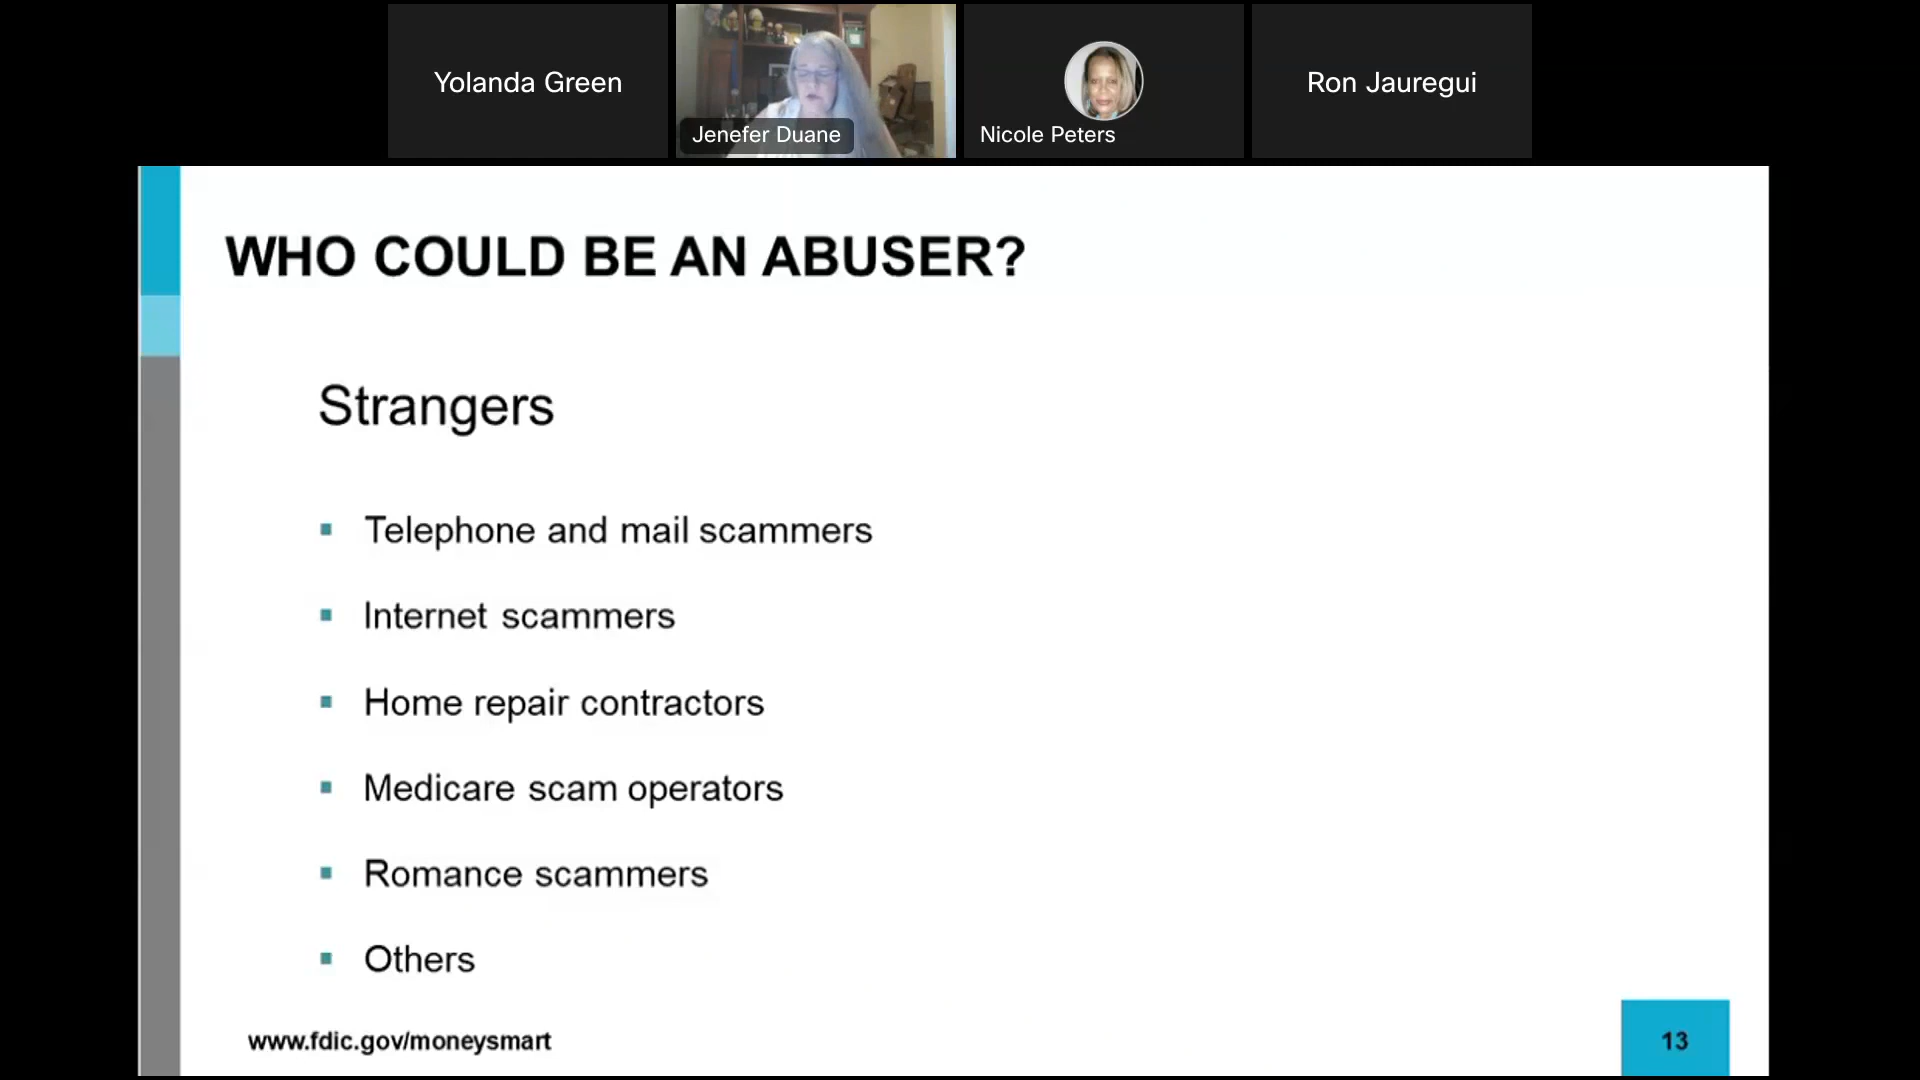 Yolanda Green
Jenefer Duane
Nicole Peters
Ron Jauregui
WHO COULD BE AN ABUSER?
Strangers
▪ Telephone and mail scammers
▪ Internet scammers
▪ Home repair contractors
▪ Medicare scam operators
▪ Romance scammers
▪ Others
www.fdic.gov/moneysmart
13